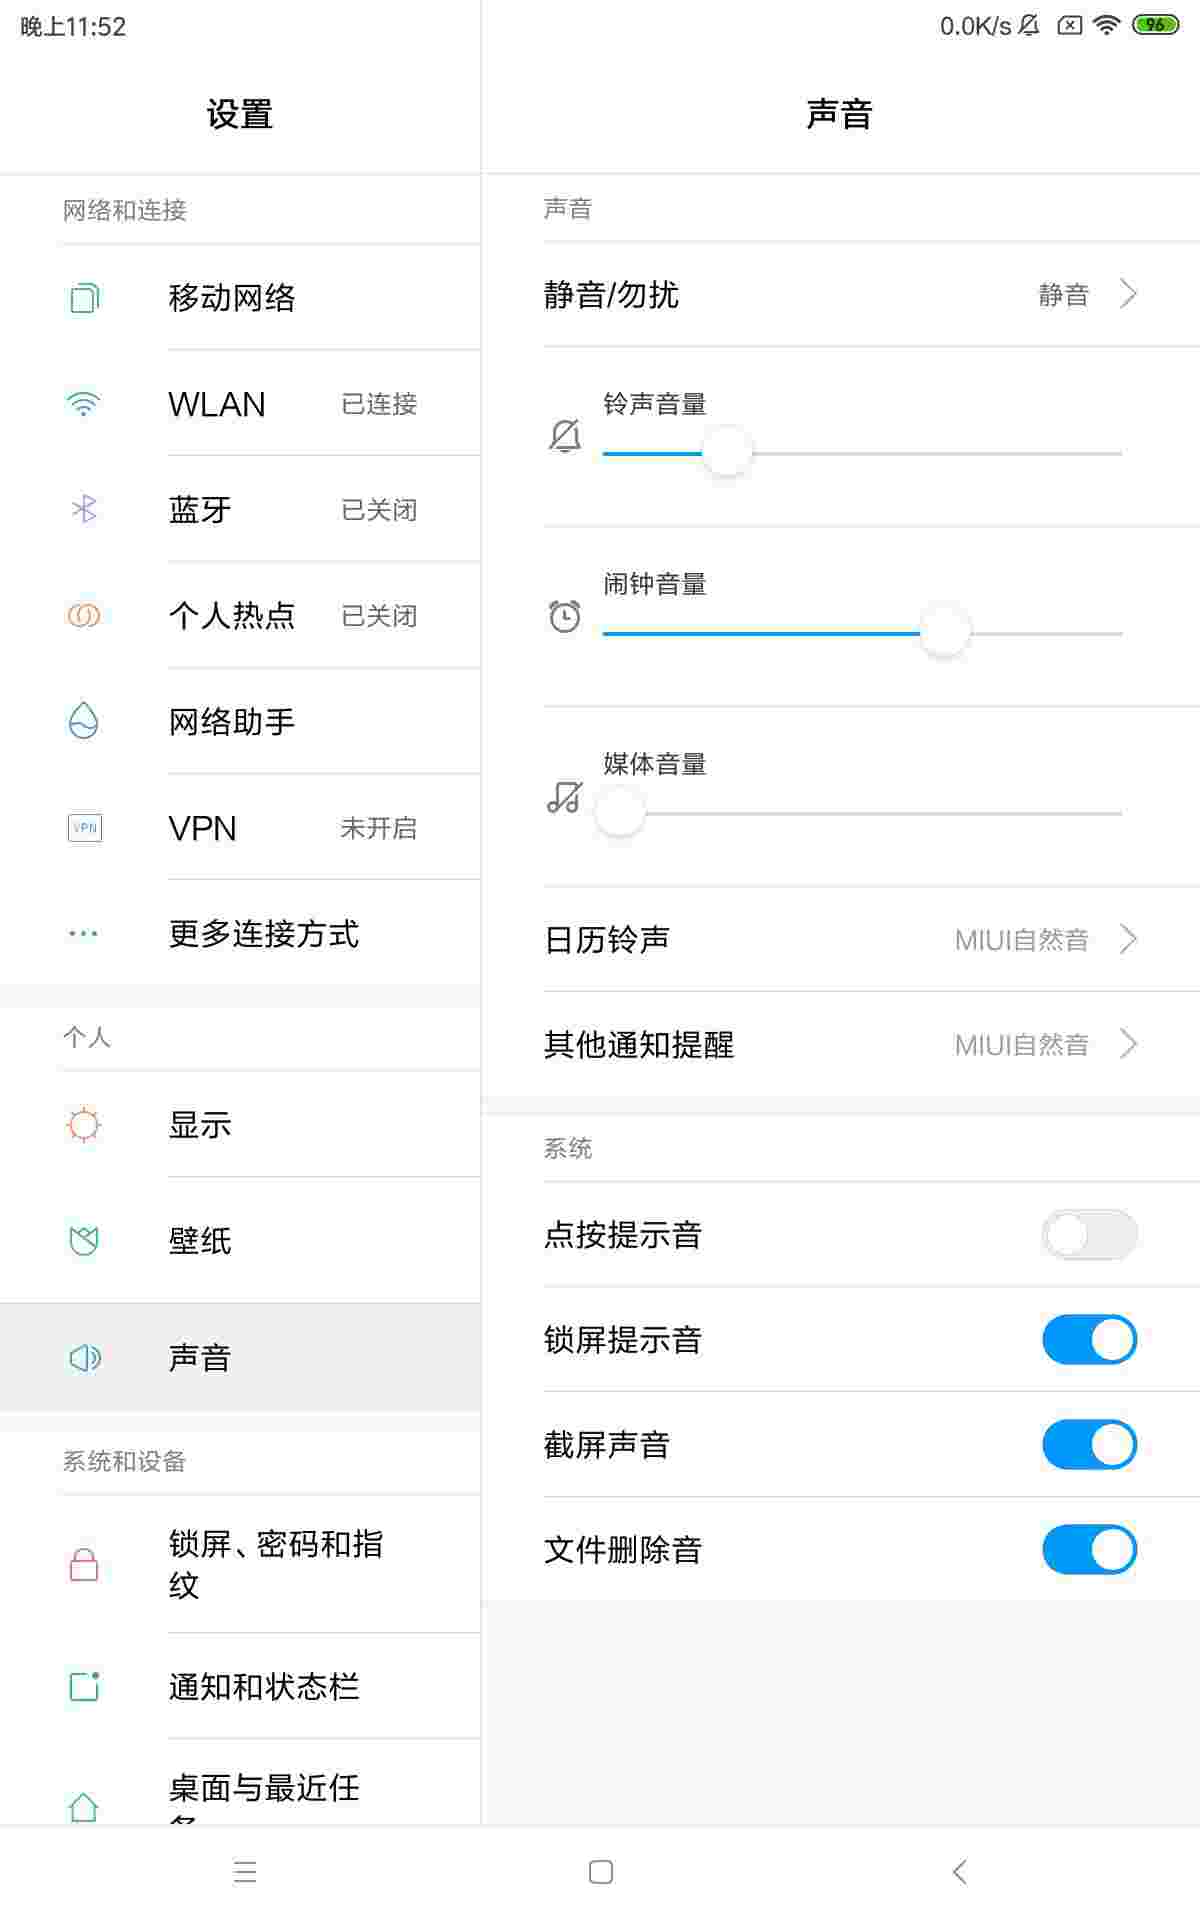 晚上11:52
0.0K/s
96
设置
网络和连接
移动网络
WLAN 已连接
蓝牙 已关闭
个人热点 已关闭
网络助手
VPN
VPN 未开启
更多连接方式
个人
显示
壁纸
声音
系统和设备
锁屏、密码和指
纹
通知和状态栏
桌面与最近任
声音
声音
静音/勿扰 静音
铃声音量
闹钟音量
媒体音量
日历铃声 MIUI自然音
其他通知提醒 MIUI自然音
系统
点按提示音
锁屏提示音
截屏声音
文件删除音